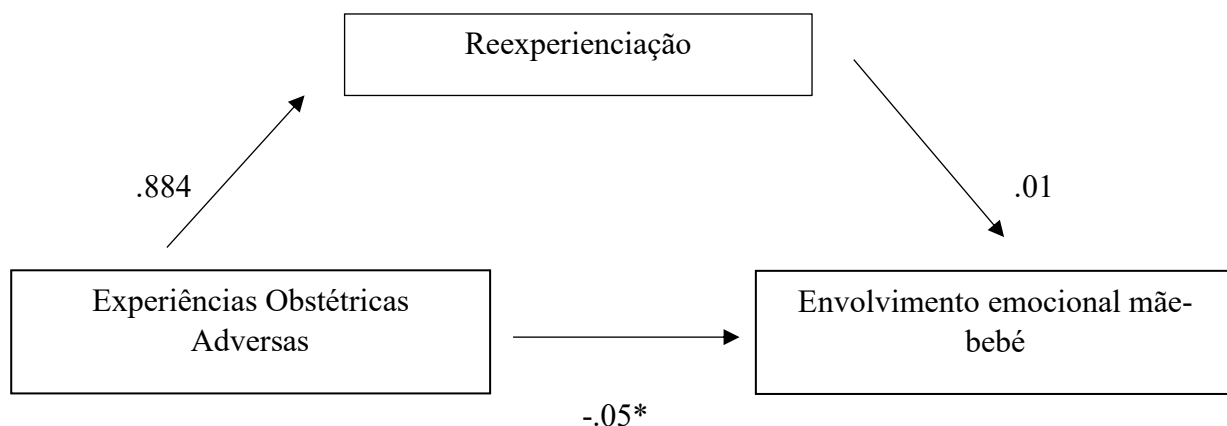 Reexperienciação
.884
.01
Experiências Obstétricas
Adversas
Envolvimento emocional mãe-
bebé
-.05*